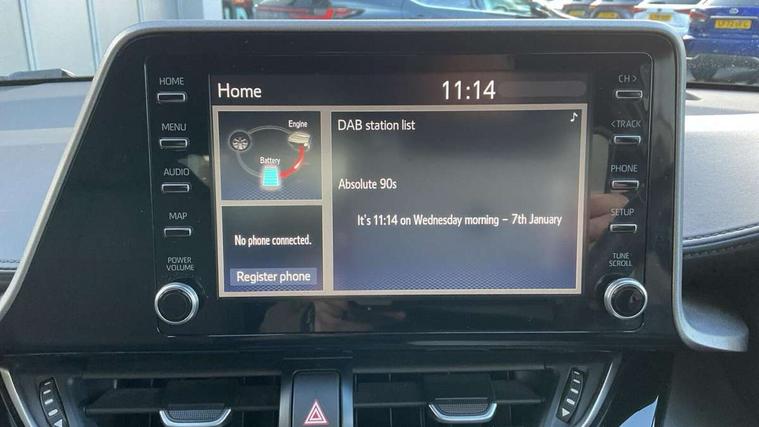 HOME
MENU
AUDIO
MAP
POWER
VOLUME
Home
11:14
Engine
Battery
No phone connected.
Register phone
DAB station list
♪
Absolute 90s
It's 11:14 on Wednesday morning – 7th January
CH >
< TRACK
PHONE
SETUP
TUNE
SCROLL